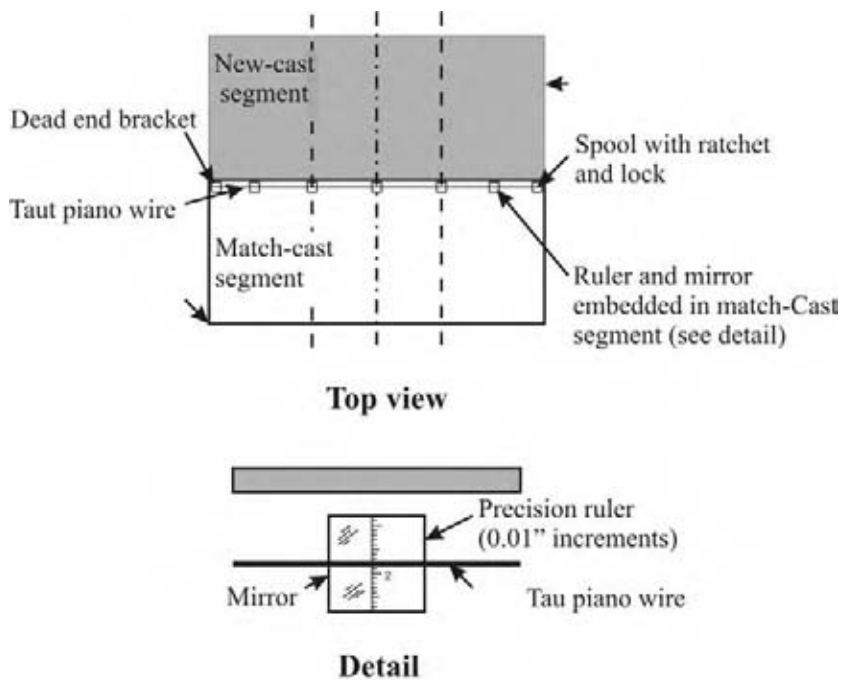 New-cast
segment
Dead end bracket
Spool with ratchet
and lock
Taut piano wire
Match-cast
segment
Ruler and mirror
embedded in match-Cast
segment (see detail)
Top view
Precision ruler
(0.01” increments)
2
Mirror
Tau piano wire
Detail